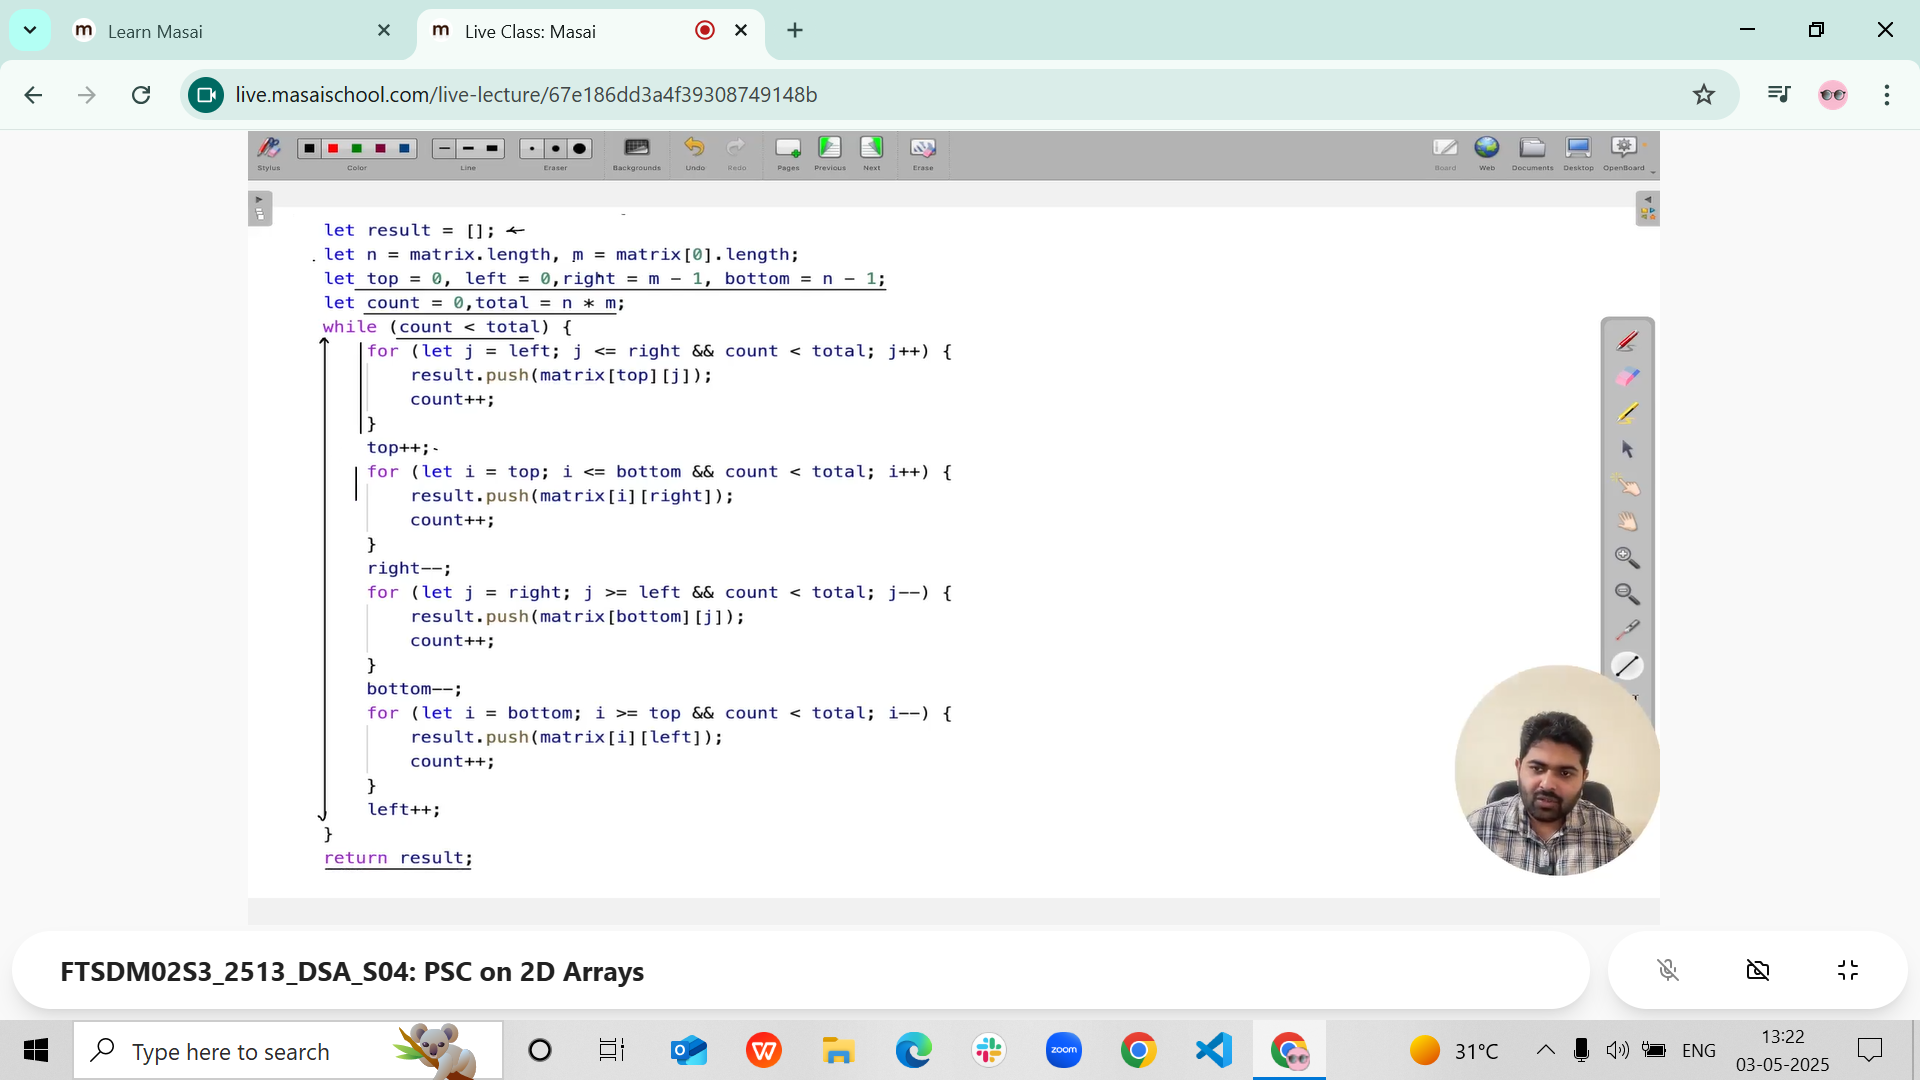 Learn Masai
Live Class: Masai
live.masaischool.com/live-lecture/67e186dd3a4f39308749148b
Stylus Color Line Eraser Backgrounds Undo Redo Pages Previous Next Erase Board Web Documents Desktop OpenBoard
let result = [];
let n = matrix.length, m = matrix[0].length;
let top = 0, left = 0,right = m - 1, bottom = n - 1;
let count = 0,total = n * m;
while (count < total) {
for (let j = left; j <= right && count < total; j++) {
result.push(matrix[top][j]);
count++;
}
top++;
for (let i = top; i <= bottom && count < total; i++) {
result.push(matrix[i][right]);
count++;
}
right--;
for (let j = right; j >= left && count < total; j--) {
result.push(matrix[bottom][j]);
count++;
}
bottom--;
for (let i = bottom; i >= top && count < total; i--) {
result.push(matrix[i][left]);
count++;
}
left++;
}
return result;
FTSDM02S3_2513_DSA_S04: PSC on 2D Arrays
Type here to search
zoom
31°C
ENG
13:22
03-05-2025